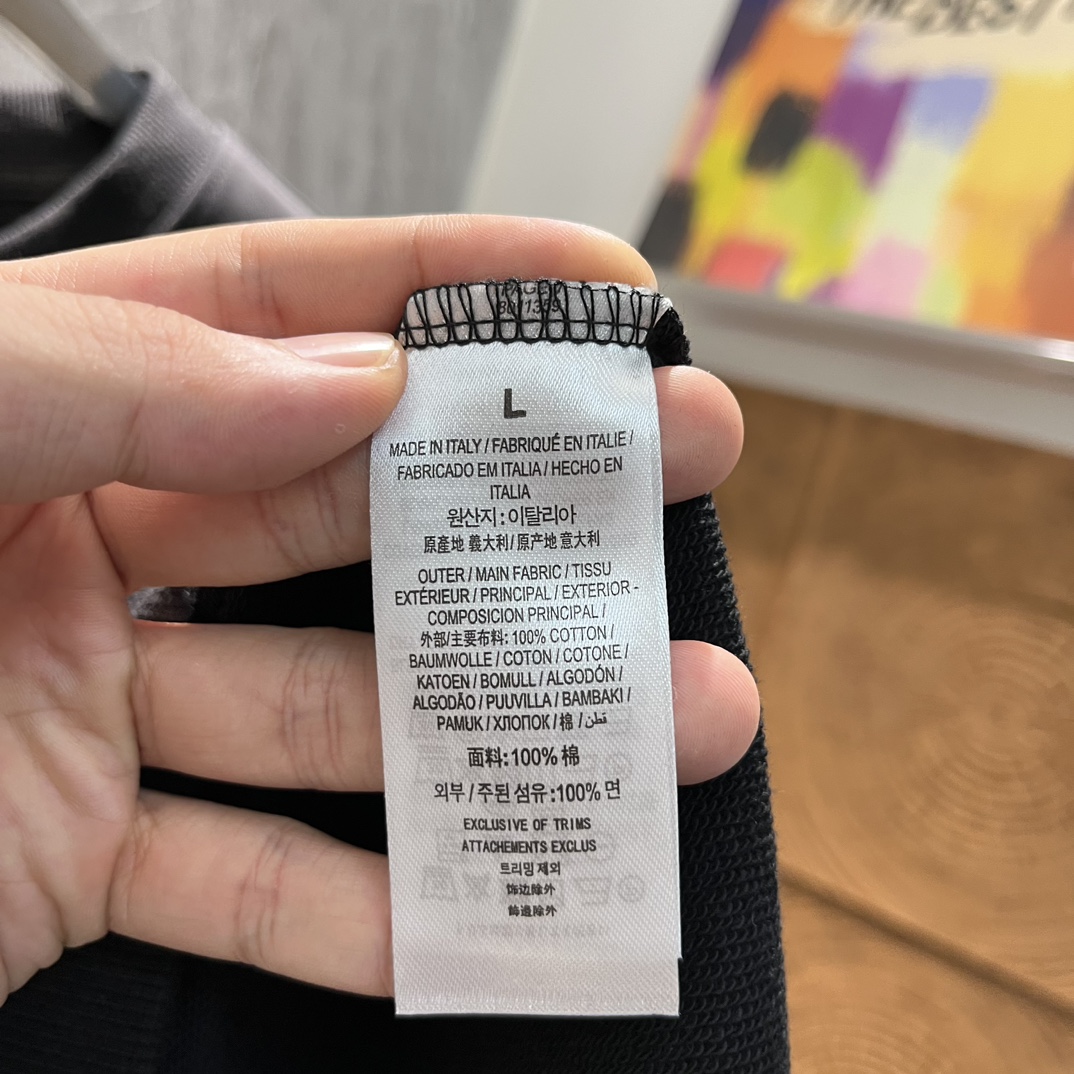 THE BEST
L
MADE IN ITALY / FABRIQUÉ EN ITALIE /
FABRICADO EM ITALIA / HECHO EN
ITALIA
원산지 : 이탈리아
原產地 義大利 / 原产地 意大利
OUTER / MAIN FABRIC / TISSU
EXTÉRIEUR / PRINCIPAL / EXTERIOR -
COMPOSICION PRINCIPAL /
外部/主要布料: 100% COTTON /
BAUMWOLLE / COTON / COTONE /
KATOEN / BOMULL / ALGODÓN /
ALGODÃO / PUUVILLA / BAMBAKI /
PAMUK / ХЛОПОК / 棉 / قطن
面料:100% 棉
외부 / 주된 섬유:100% 면
EXCLUSIVE OF TRIMS
ATTACHEMENTS EXCLUS
트리밍 제외
饰边除外
飾邊除外